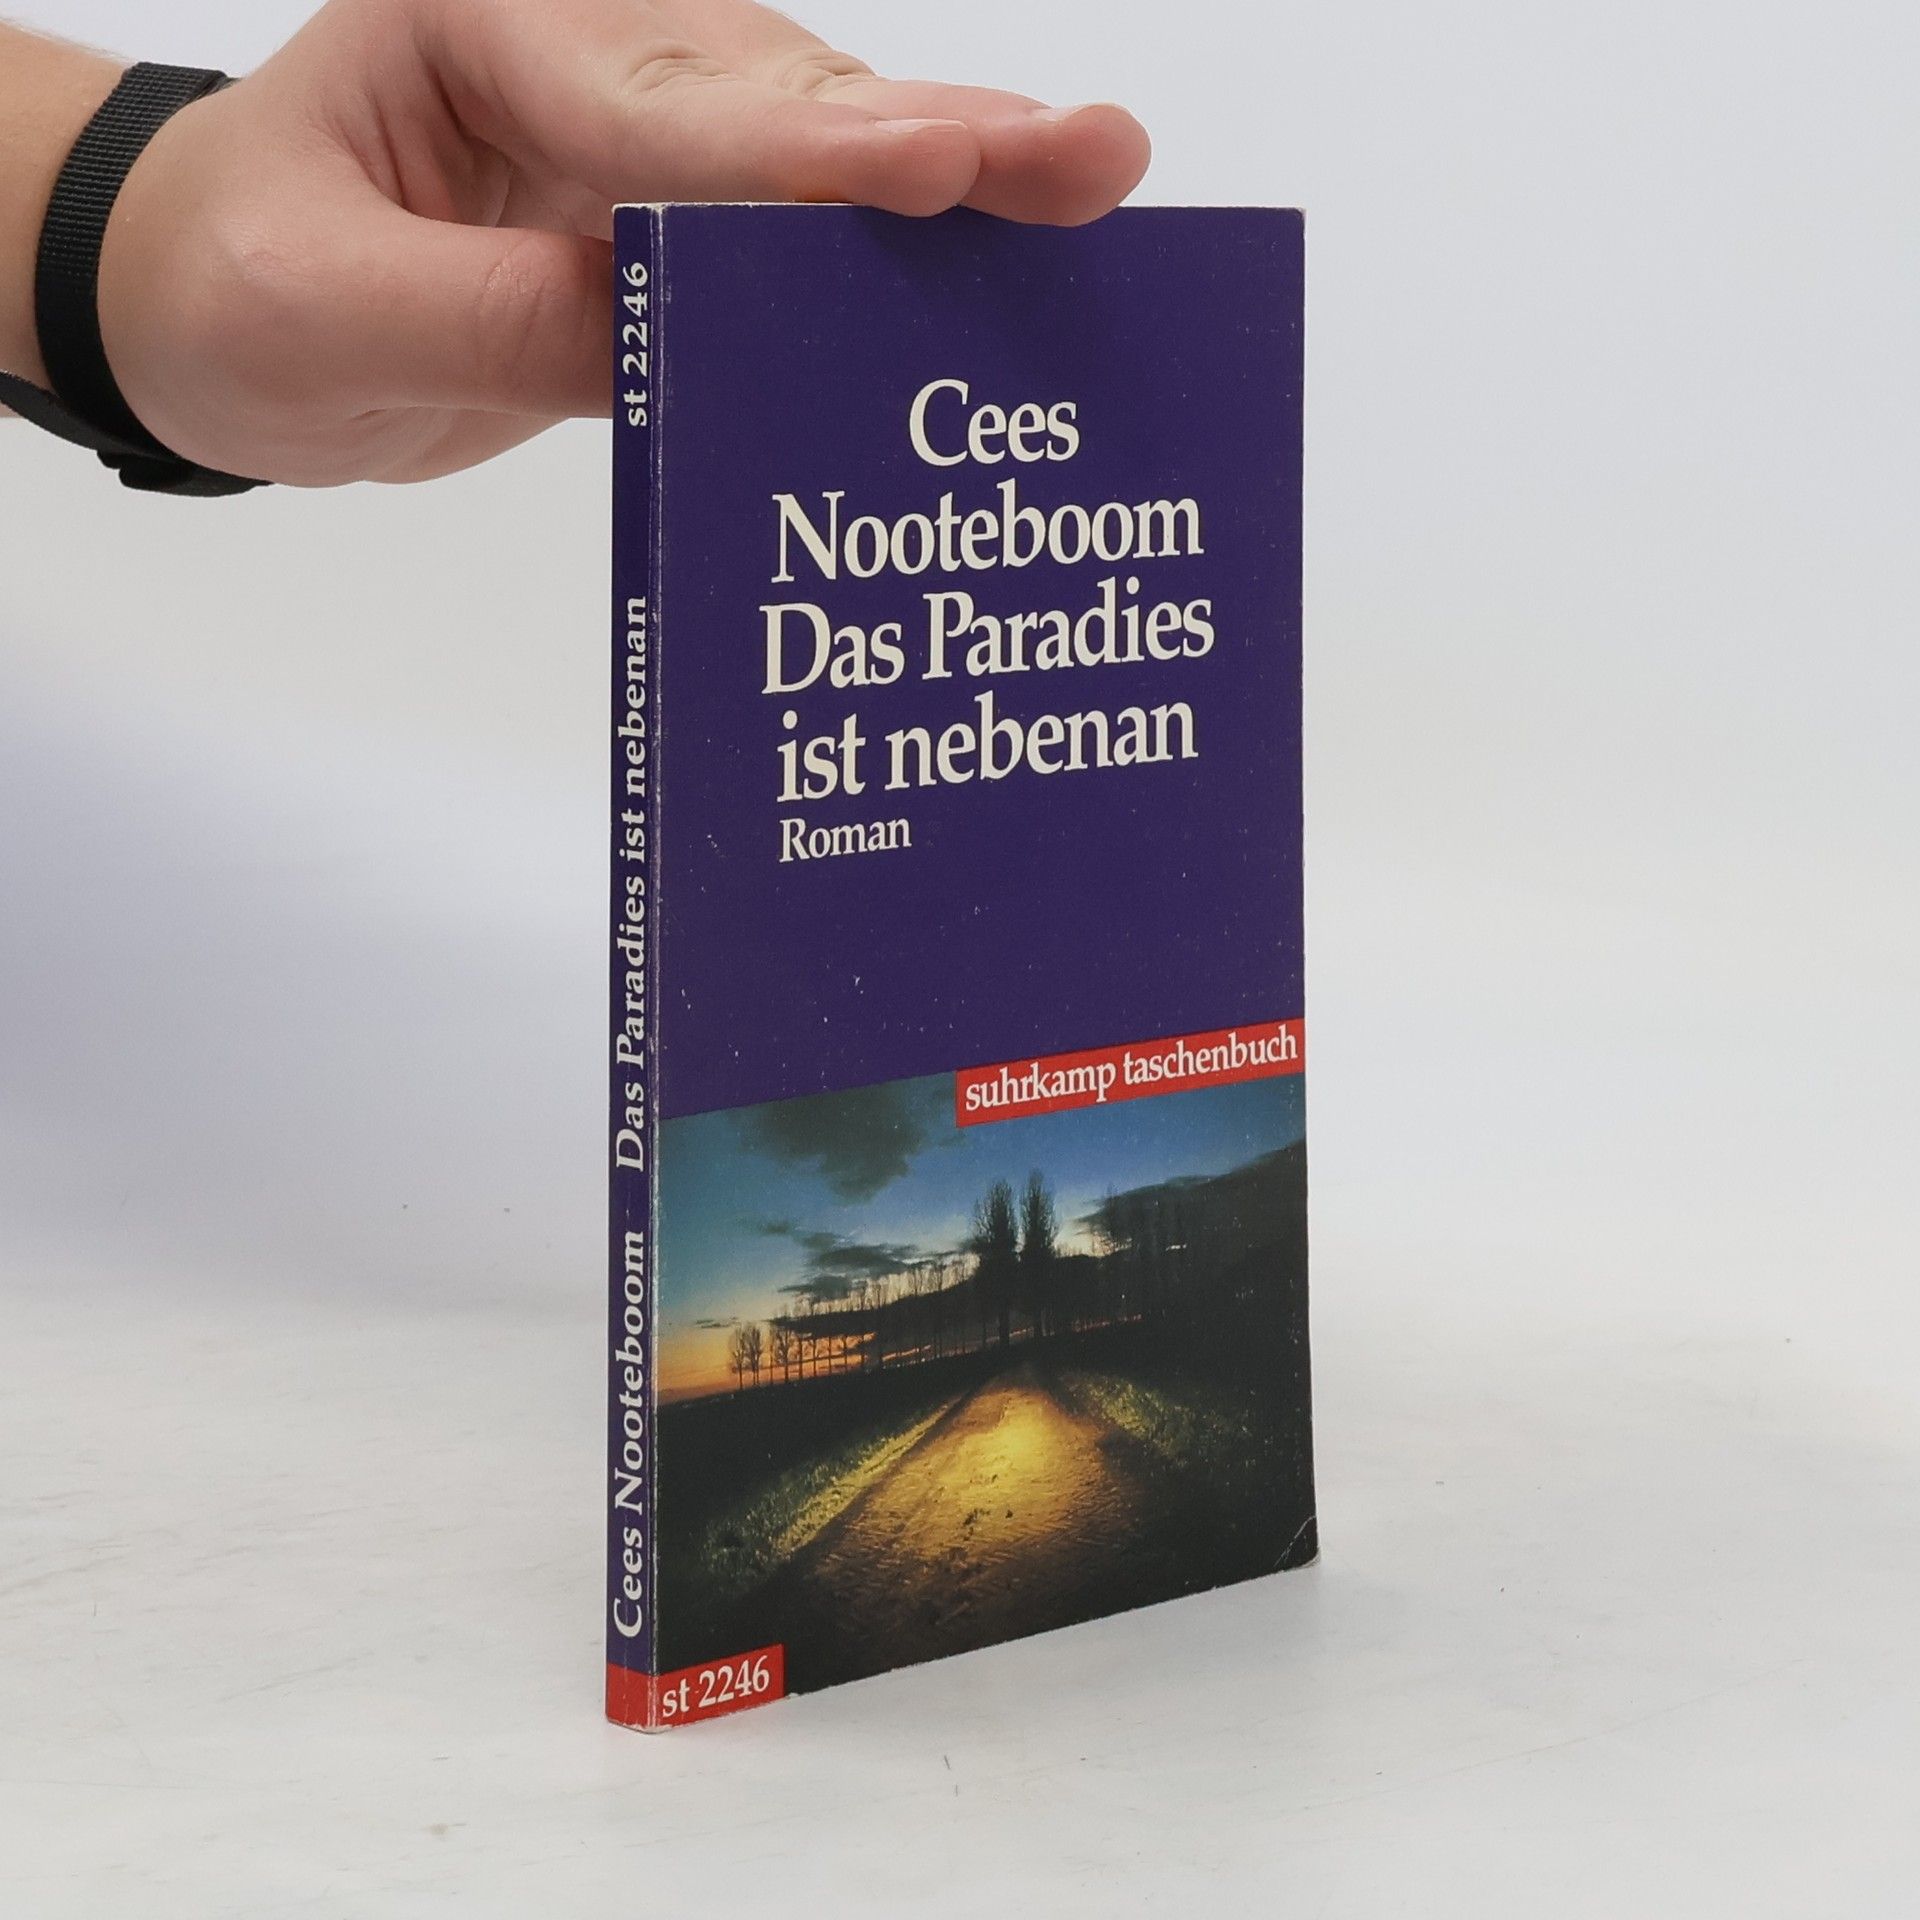 Cees
Nooteboom
Das Paradies
ist nebenan
Roman
suhrkamp taschenbuch
st 2246
Cees Nooteboom Das Paradies ist nebenan st 2246